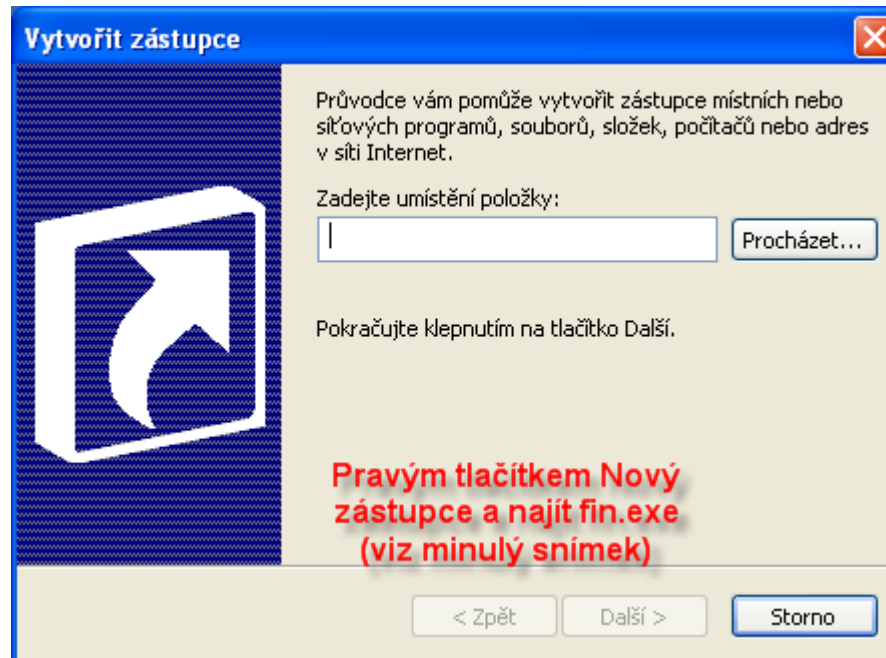 Vytvořit zástupce
Průvodce vám pomůže vytvořit zástupce místních nebo
síťových programů, souborů, složek, počítačů nebo adres
v síti Internet.
Zadejte umístění položky:
Procházet...
Pokračujte klepnutím na tlačítko Další.
Pravým tlačítkem Nový
zástupce a najít fin.exe
(viz minulý snímek)
< Zpět
Další >
Storno